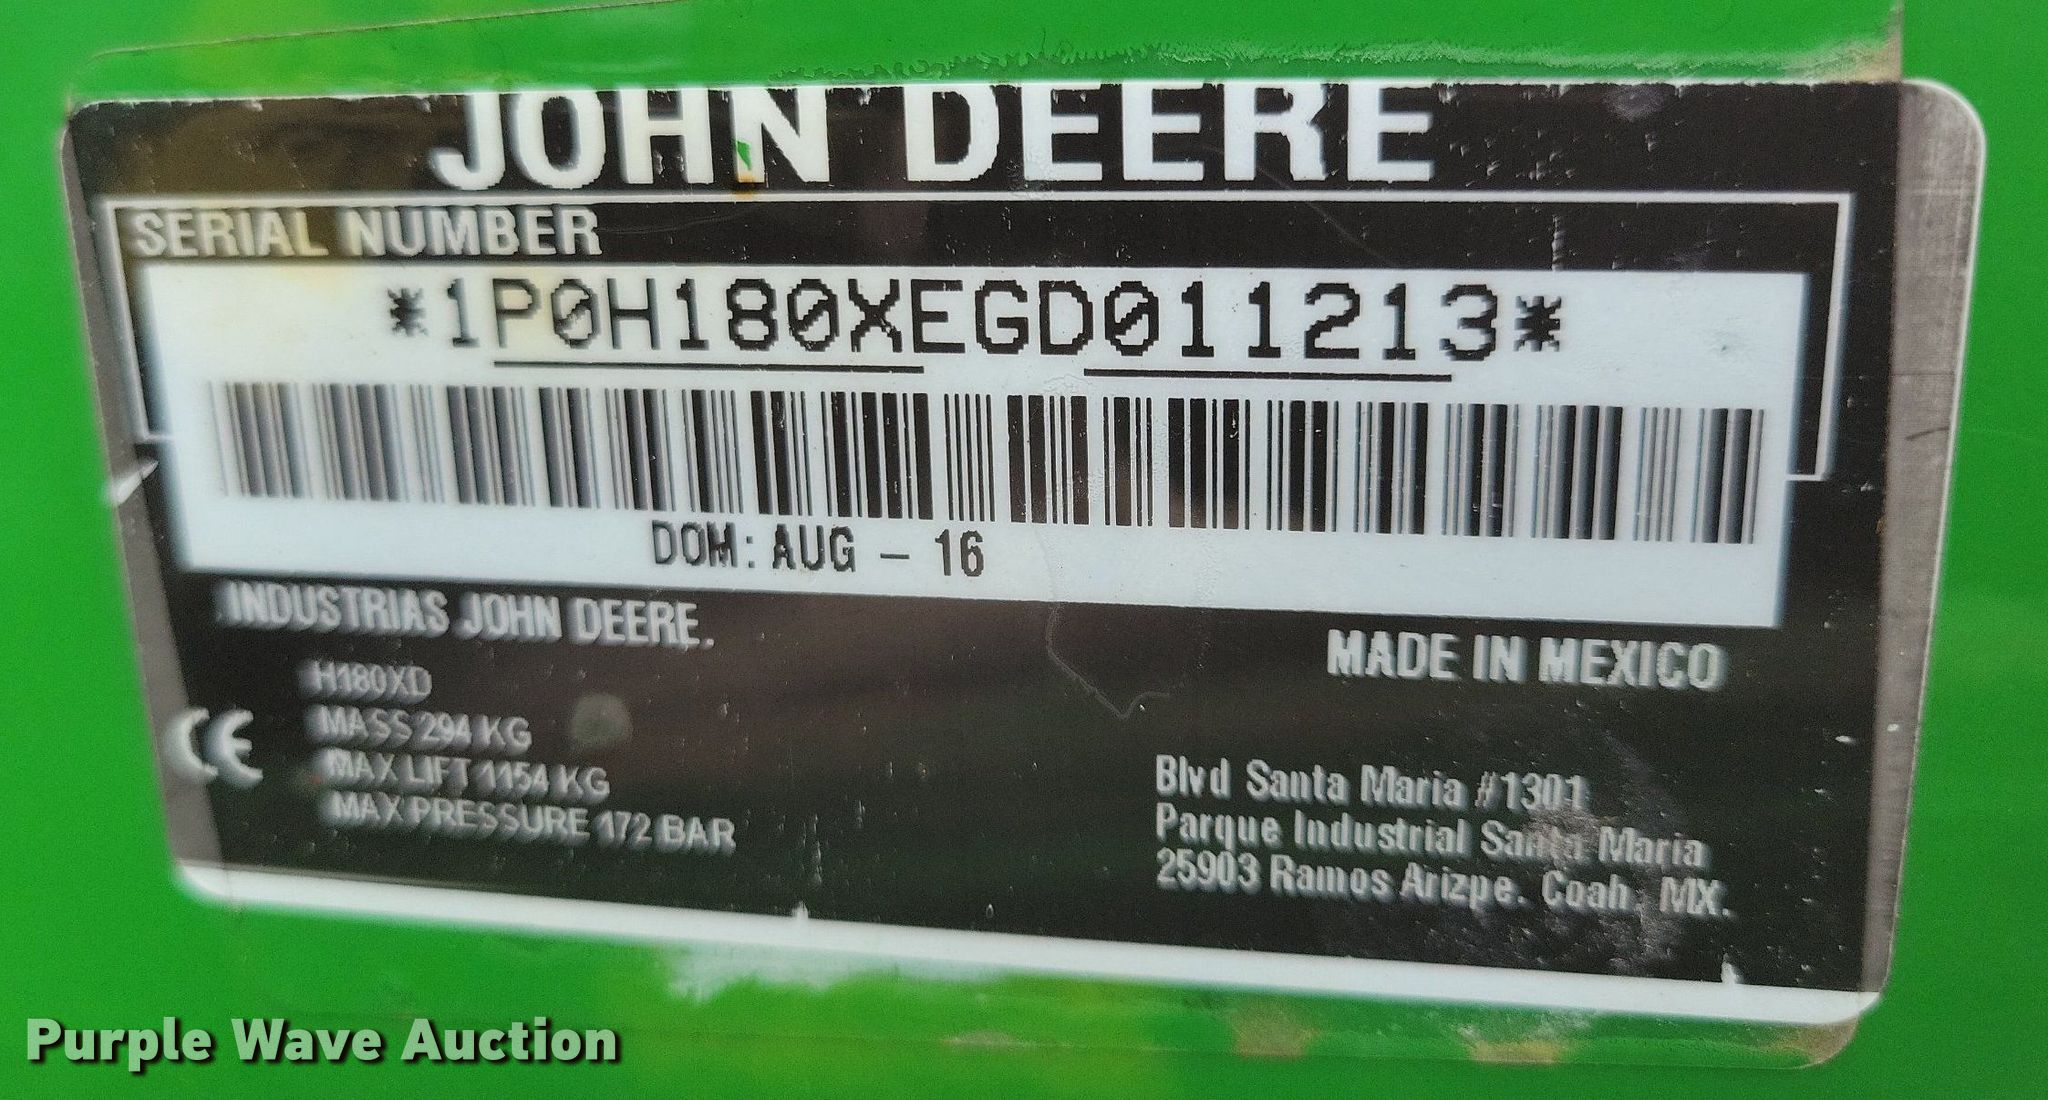 JOHN DEERE
SERIAL NUMBER
*1P0H180XEGD011213*
DOM: AUG - 16
INDUSTRIAS JOHN DEERE.
MADE IN MEXICO
H180XD
CE
MASS 294 KG
MAX LIFT 1154 KG
MAX PRESSURE 172 BAR
Blvd Santa Maria #1301
Parque Industrial Santa Maria
25903 Ramos Arizpe. Coah. MX.
Purple Wave Auction